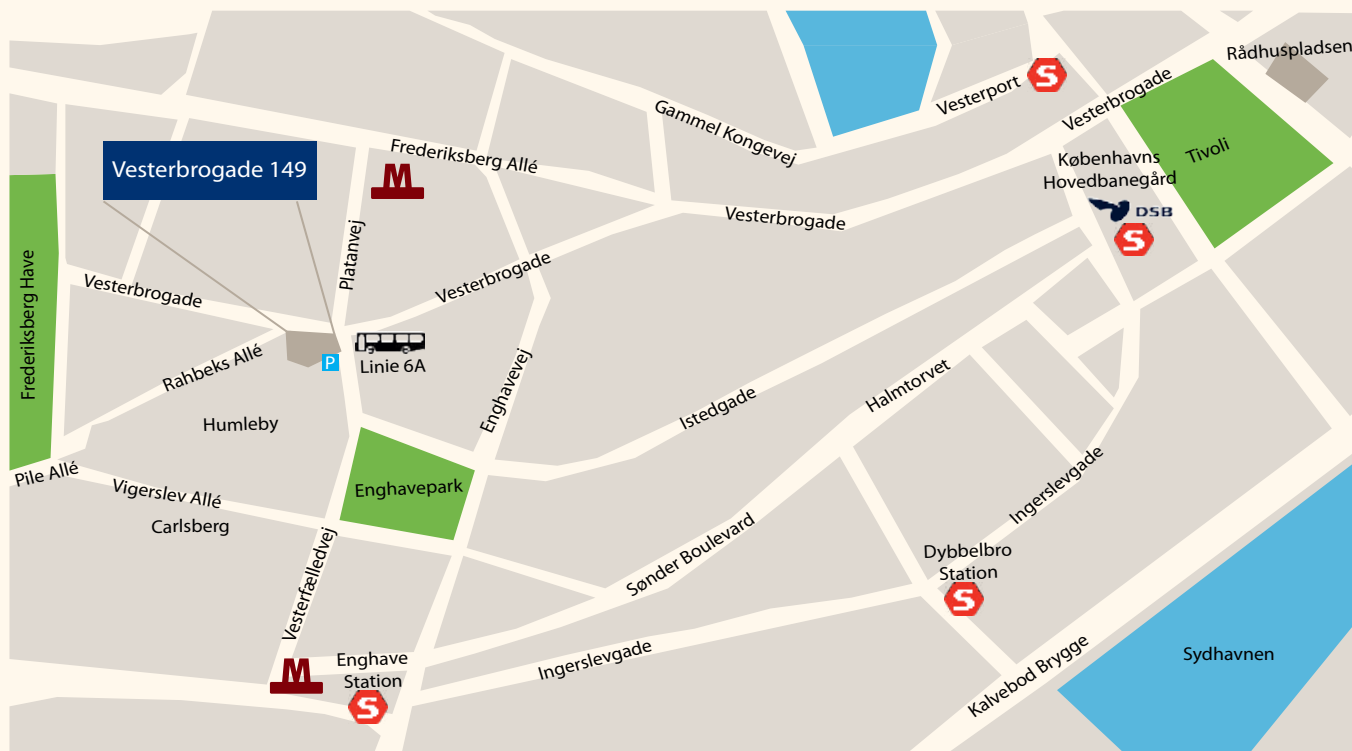 Rådhuspladsen
Vesterport
S
Vesterbrogade
Gammel Kongevej
Tivoli
Københavns
Hovedbanegård
DSB
S
Frederiksberg Allé
M
Vesterbrogade 149
Vesterbrogade
Platanvej
Vesterbrogade
Vesterbrogade
Frederiksberg Have
Linie 6A
P
Rahbeks Allé
Enghavevej
Istedgade
Halmtorvet
Humleby
Pile Allé
Vigerslev Allé
Enghavepark
Carlsberg
Ingerslevgade
Sønder Boulevard
Dybbelbro
Station
S
Vesterfælledvej
Enghave
Station
M
S
Ingerslevgade
Kalvebod Brygge
Sydhavnen